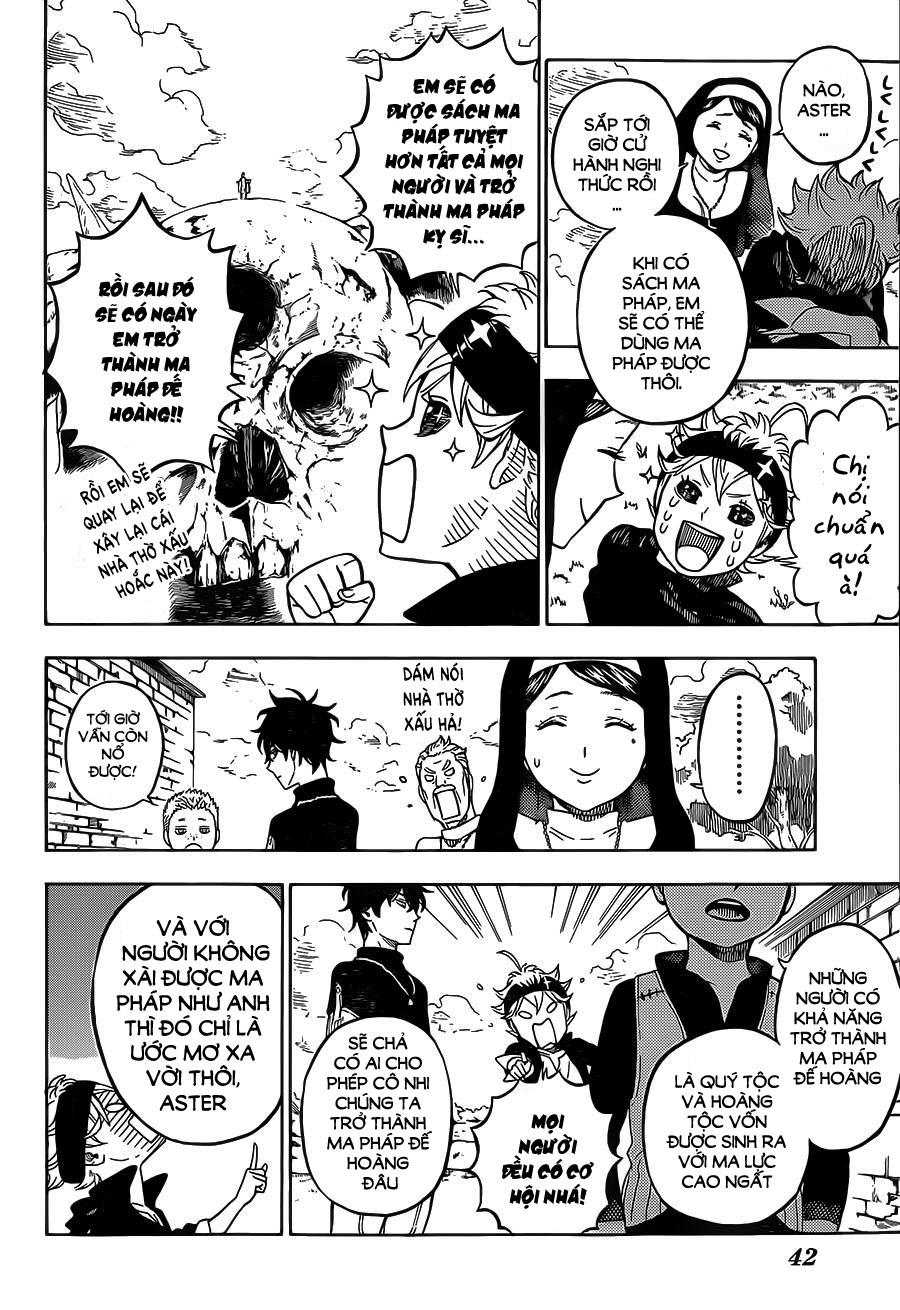 NÀO,
ASTER
...
SẮP TỚI
GIỜ CỬ
HÀNH NGHI
THỨC RỒI
...
KHI CÓ
SÁCH MA
PHÁP, EM
SẼ CÓ THỂ
DÙNG MA
PHÁP ĐƯỢC
THÔI.
Chị
nói
chuẩn
quá
à!
EM SẼ CÓ
ĐƯỢC SÁCH MA
PHÁP TUYỆT
HƠN TẤT CẢ MỌI
NGƯỜI VÀ TRỞ
THÀNH MA PHÁP
KỴ SĨ...
RỒI SAU ĐÓ
SẼ CÓ NGÀY
EM TRỞ
THÀNH MA
PHÁP ĐẾ
HOÀNG!!
RỒI EM SẼ
QUAY LẠI ĐỂ
XÂY LẠI CÁI
NHÀ THỜ XẤU
HOẮC NÀY!
.........
DÁM NÓI
NHÀ THỜ
XẤU HẢ!
TỚI GIỜ
VẪN CÒN
NỔ
ĐƯỢC!
NHỮNG
NGƯỜI CÓ
KHẢ NĂNG
TRỞ THÀNH
MA PHÁP
ĐẾ HOÀNG
LÀ QUÝ TỘC
VÀ HOÀNG
TỘC VỐN
ĐƯỢC SINH RA
VỚI MA LỰC
CAO NGẤT
MỌI
NGƯỜI
ĐỀU CÓ CƠ
HỘI NHÁ!
SẼ CHẢ
CÓ AI CHO
PHÉP CÔ NHI
CHÚNG TA
TRỞ THÀNH
MA PHÁP ĐẾ
HOÀNG
ĐÂU
VÀ VỚI
NGƯỜI KHÔNG
XÀI ĐƯỢC MA
PHÁP NHƯ ANH
THÌ ĐÓ CHỈ LÀ
ƯỚC MƠ XA
VỜI THÔI,
ASTER
42